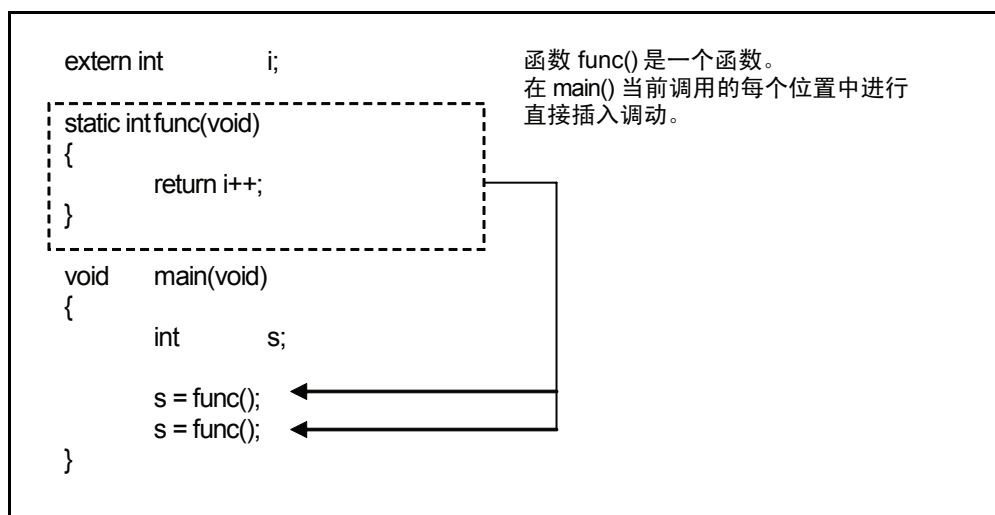 extern int i;
函数 func() 是一个函数。
在 main() 当前调用的每个位置中进行
直接插入调动。
static int func(void)
{
return i++;
}
void main(void)
{
int s;
s = func();
s = func();
}